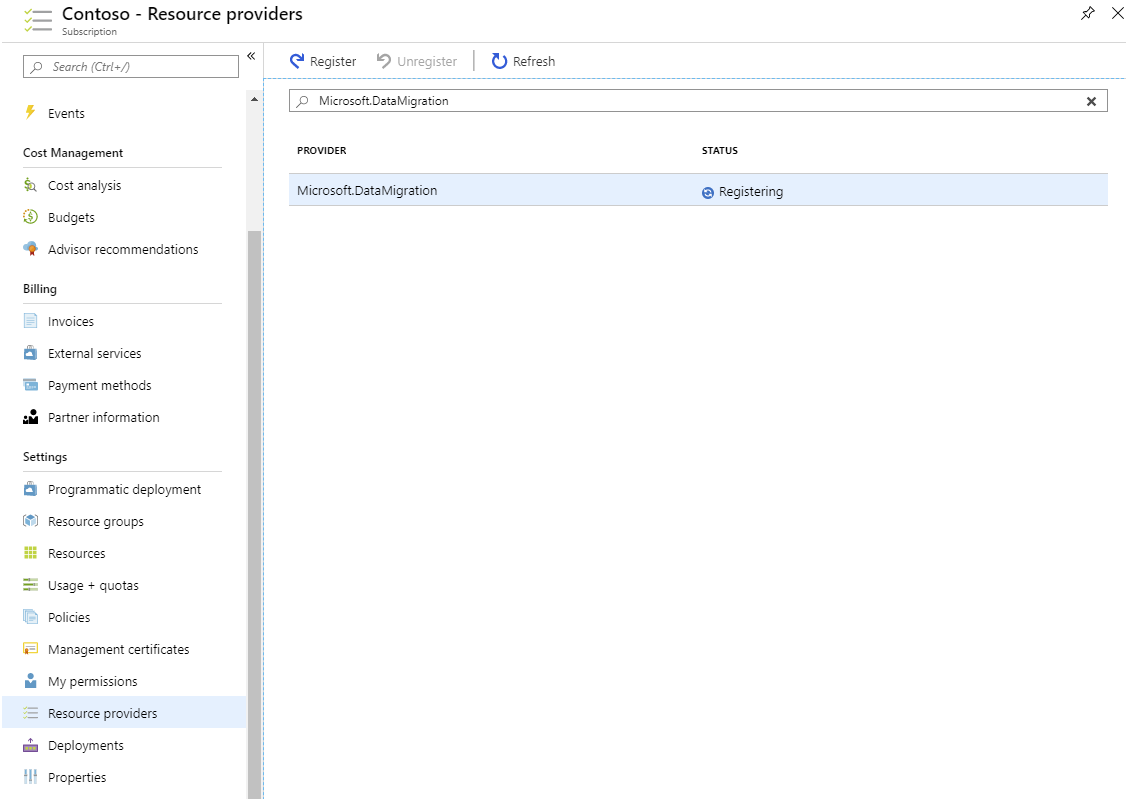 Contoso - Resource providers
Subscription
Search (Ctrl+/)
«
Events
Cost Management
Cost analysis
Budgets
Advisor recommendations
Billing
Invoices
External services
Payment methods
Partner information
Settings
Programmatic deployment
Resource groups
Resources
Usage + quotas
Policies
Management certificates
My permissions
Resource providers
Deployments
Properties
Register Unregister Refresh
Microsoft.DataMigration
PROVIDER STATUS
Microsoft.DataMigration Registering